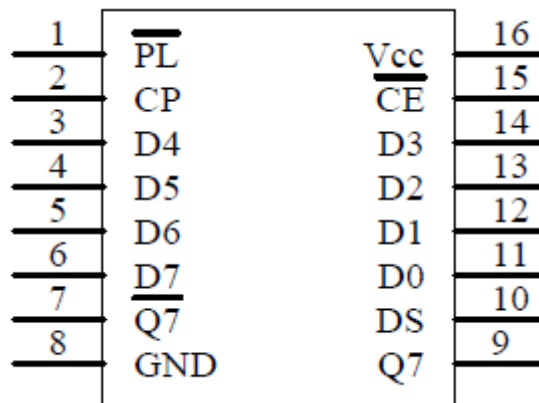 1 PL Vcc 16
2 CP CE 15
3 D4 D3 14
4 D5 D2 13
5 D6 D1 12
6 D7 D0 11
7 Q7 DS 10
8 GND Q7 9